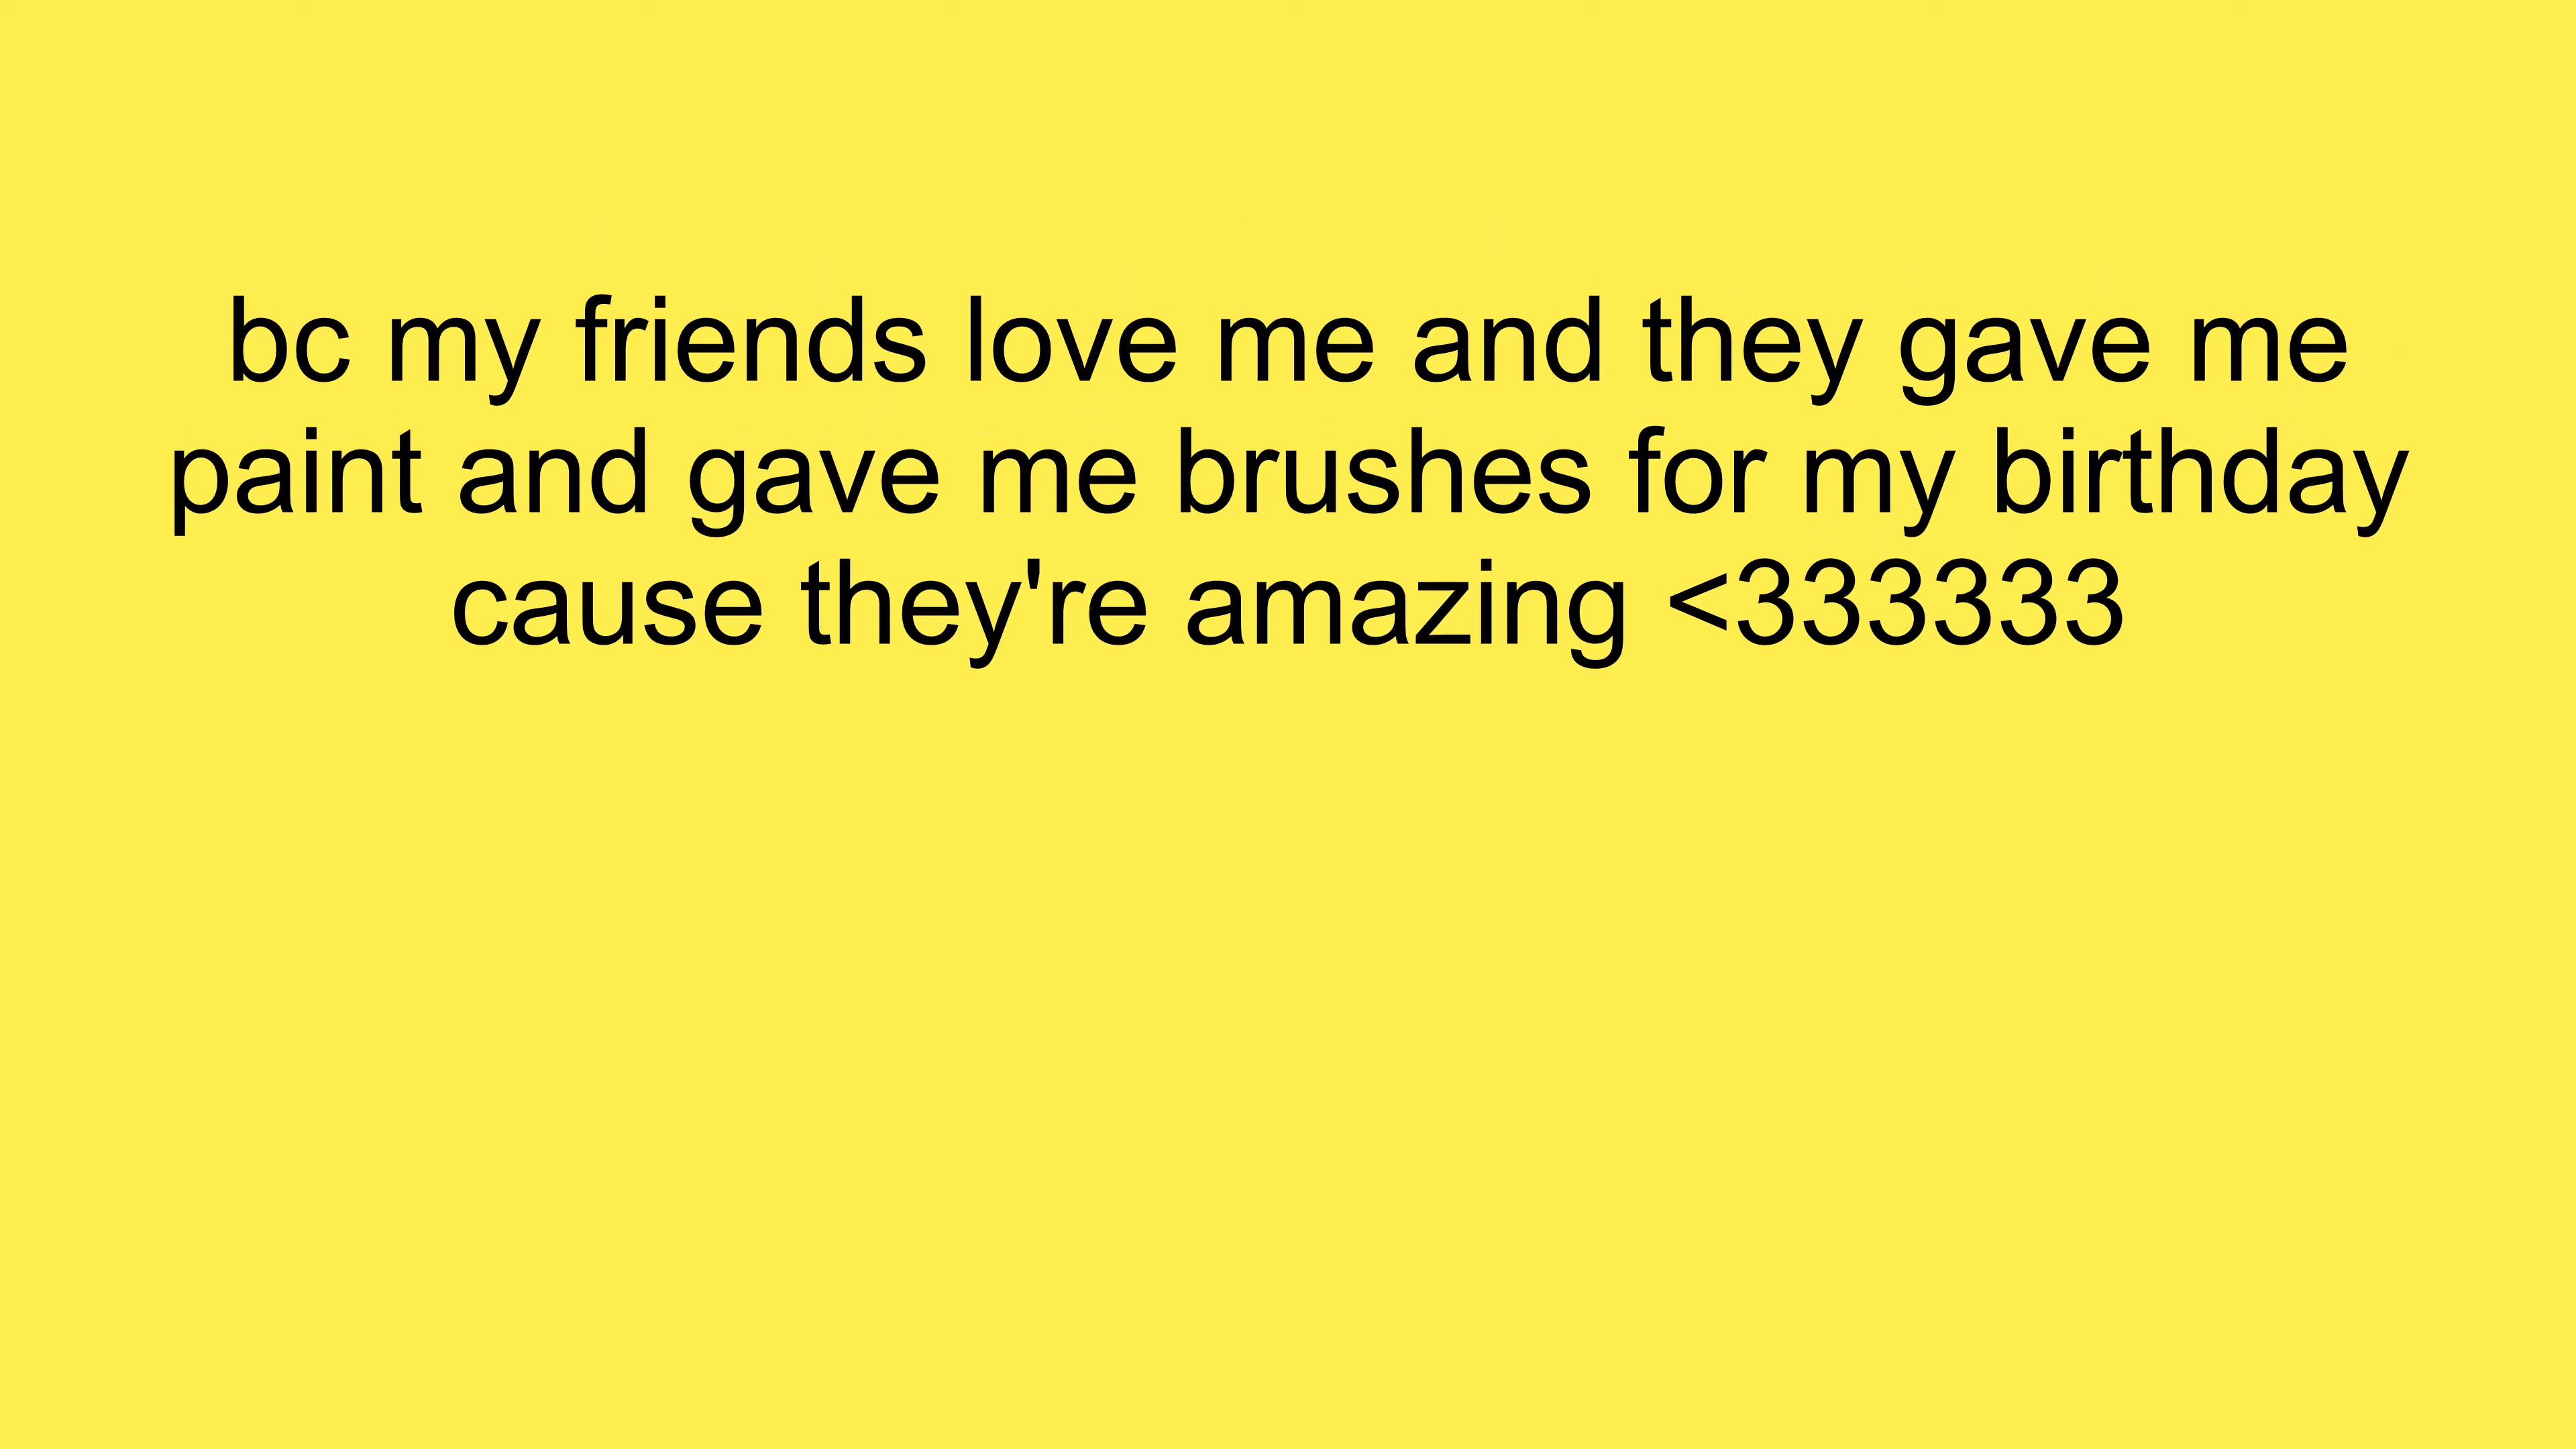 bc my friends love me and they gave me
paint and gave me brushes for my birthday
cause they're amazing <333333